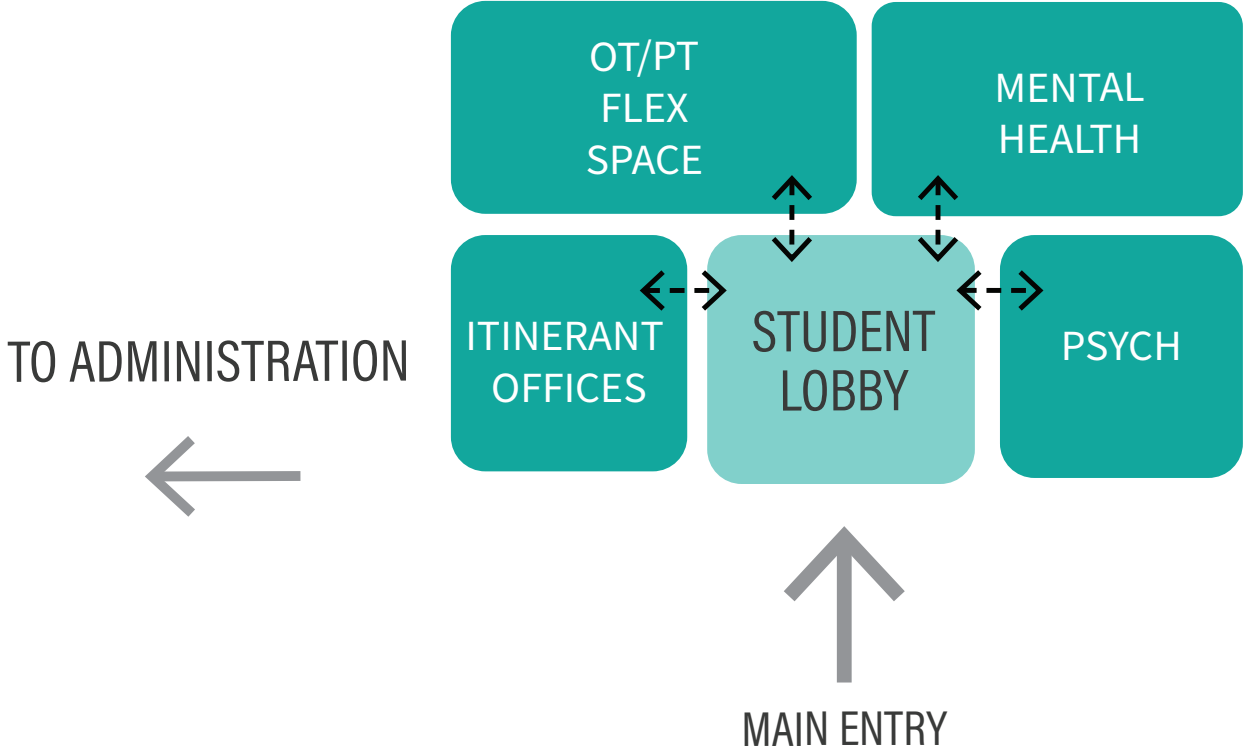 OT/PT
FLEX
SPACE
MENTAL
HEALTH
TO ADMINISTRATION
ITINERANT
OFFICES
STUDENT
LOBBY
PSYCH
MAIN ENTRY